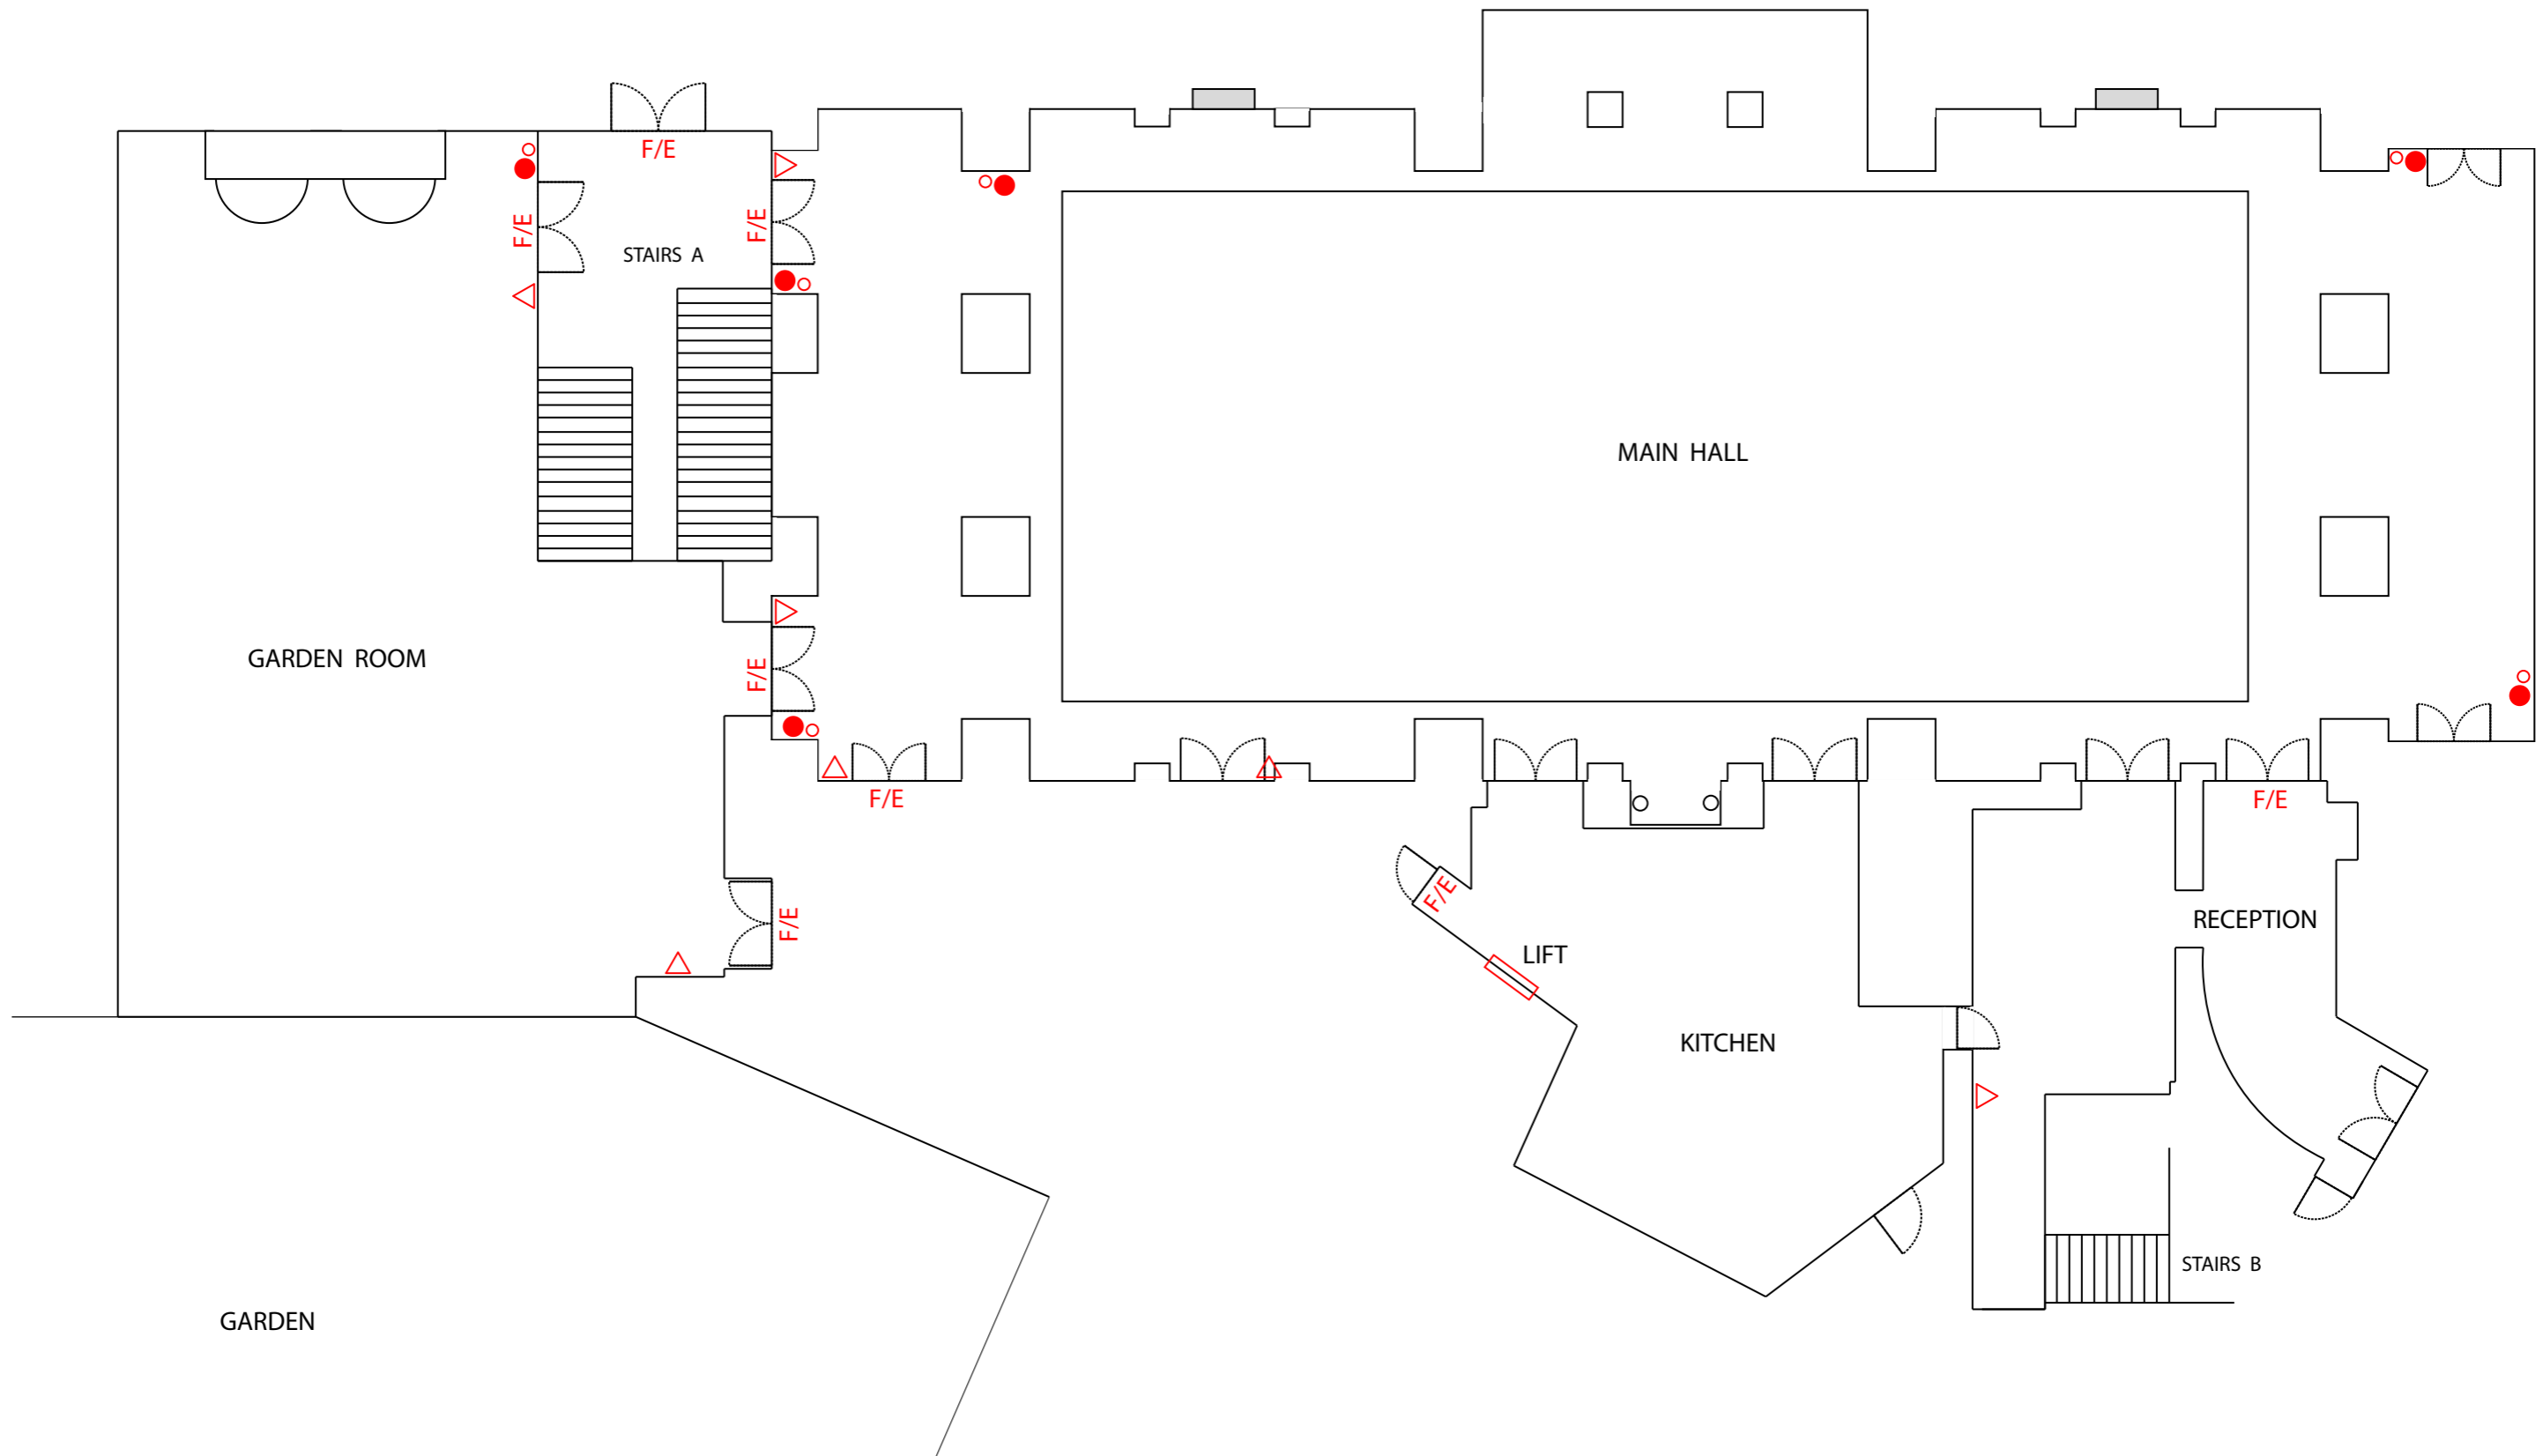 F/E
F/E
F/E
STAIRS A
MAIN HALL
GARDEN ROOM
F/E
F/E
F/E
F/E
F/E
RECEPTION
LIFT
KITCHEN
STAIRS B
GARDEN